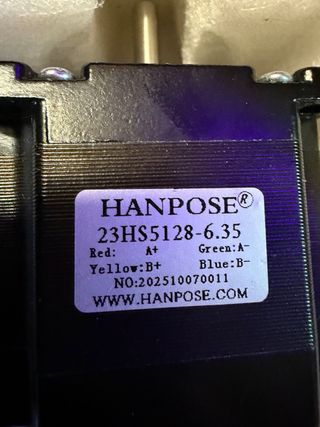 HANPOSE®
23HS5128-6.35
Red: A+ Green:A-
Yellow:B+ Blue:B-
NO:202510070011
WWW.HANPOSE.COM